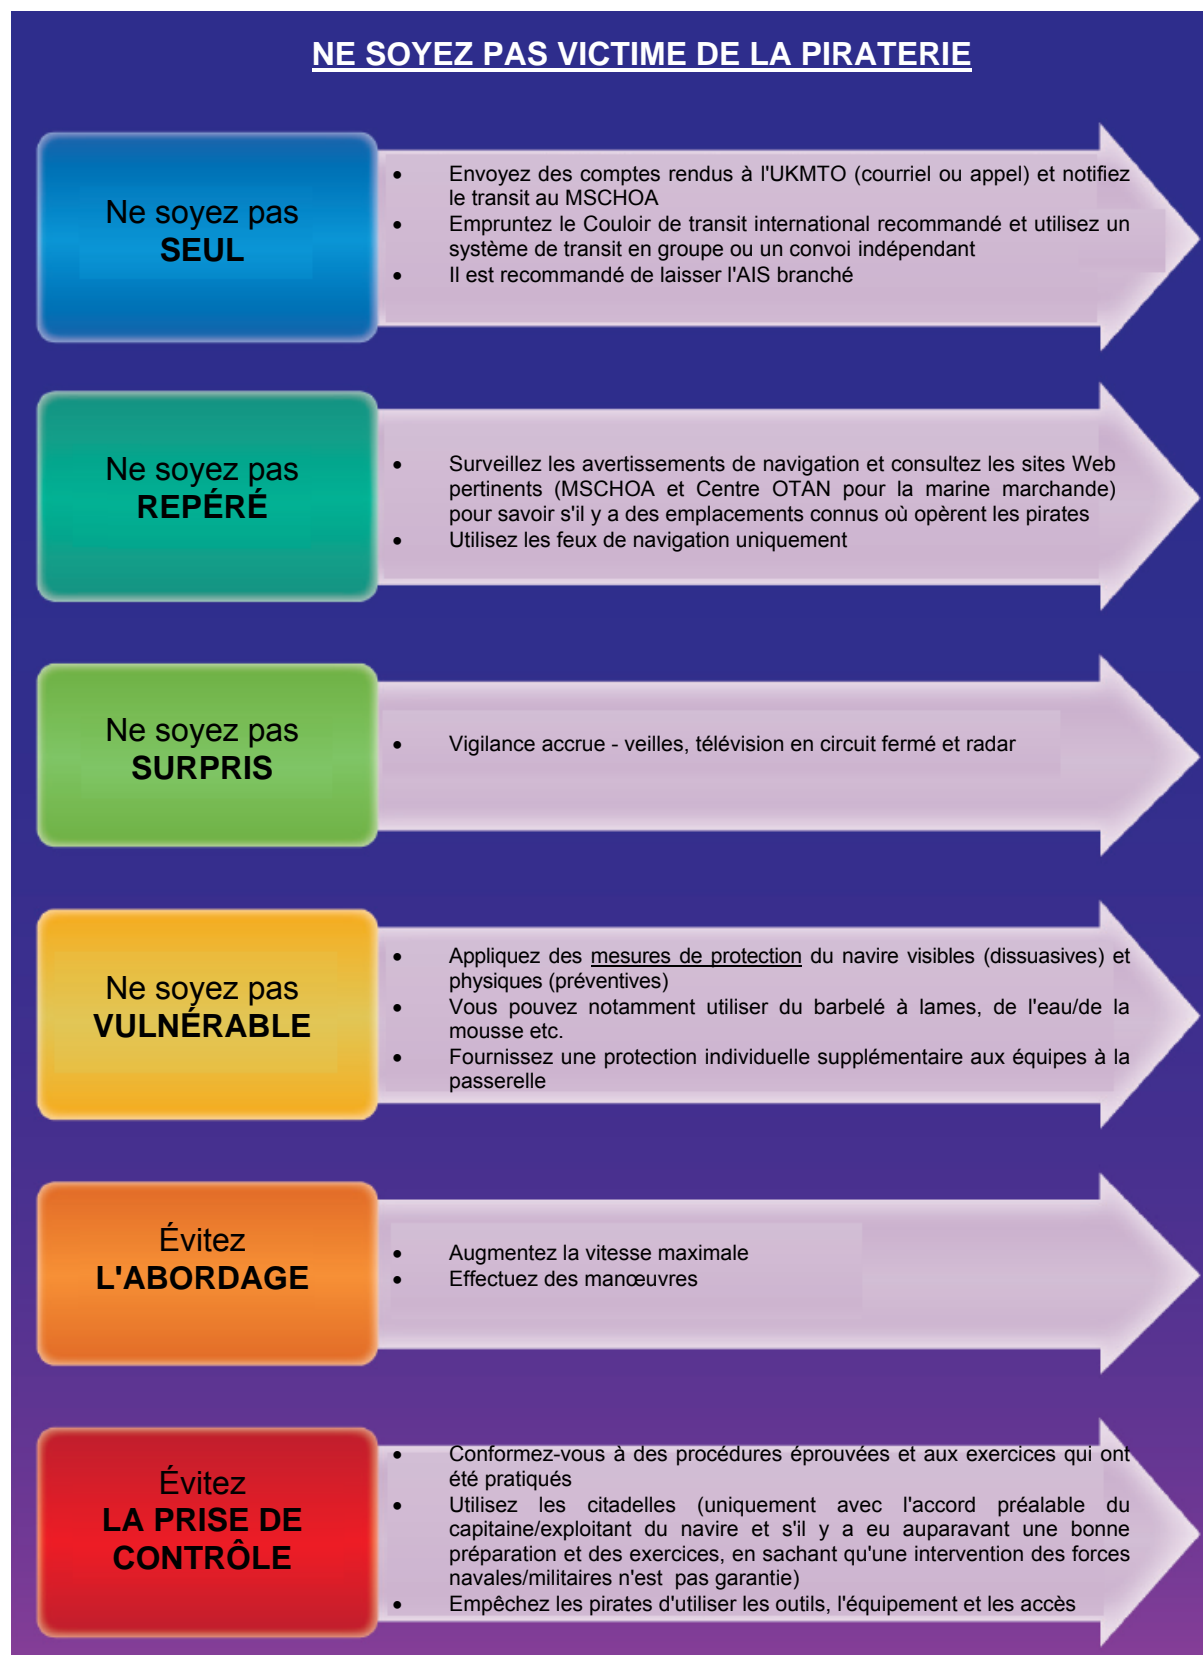 NE SOYEZ PAS VICTIME DE LA PIRATERIE
Ne soyez pas
SEUL
• Envoyez des comptes rendus à l'UKMTO (courriel ou appel) et notifiez
le transit au MSCHOA
• Empruntez le Couloir de transit international recommandé et utilisez un
système de transit en groupe ou un convoi indépendant
• Il est recommandé de laisser l'AIS branché
Ne soyez pas
REPÉRÉ
• Surveillez les avertissements de navigation et consultez les sites Web
pertinents (MSCHOA et Centre OTAN pour la marine marchande)
pour savoir s'il y a des emplacements connus où opèrent les pirates
• Utilisez les feux de navigation uniquement
Ne soyez pas
SURPRIS
• Vigilance accrue - veilles, télévision en circuit fermé et radar
Ne soyez pas
VULNÉRABLE
• Appliquez des mesures de protection du navire visibles (dissuasives) et
physiques (préventives)
• Vous pouvez notamment utiliser du barbelé à lames, de l'eau/de la
mousse etc.
• Fournissez une protection individuelle supplémentaire aux équipes à la
passerelle
Évitez
L'ABORDAGE
• Augmentez la vitesse maximale
• Effectuez des manœuvres
Évitez
LA PRISE DE
CONTRÔLE
• Conformez-vous à des procédures éprouvées et aux exercices qui ont
été pratiqués
• Utilisez les citadelles (uniquement avec l'accord préalable du
capitaine/exploitant du navire et s'il y a eu auparavant une bonne
préparation et des exercices, en sachant qu'une intervention des forces
navales/militaires n'est pas garantie)
• Empêchez les pirates d'utiliser les outils, l'équipement et les accès